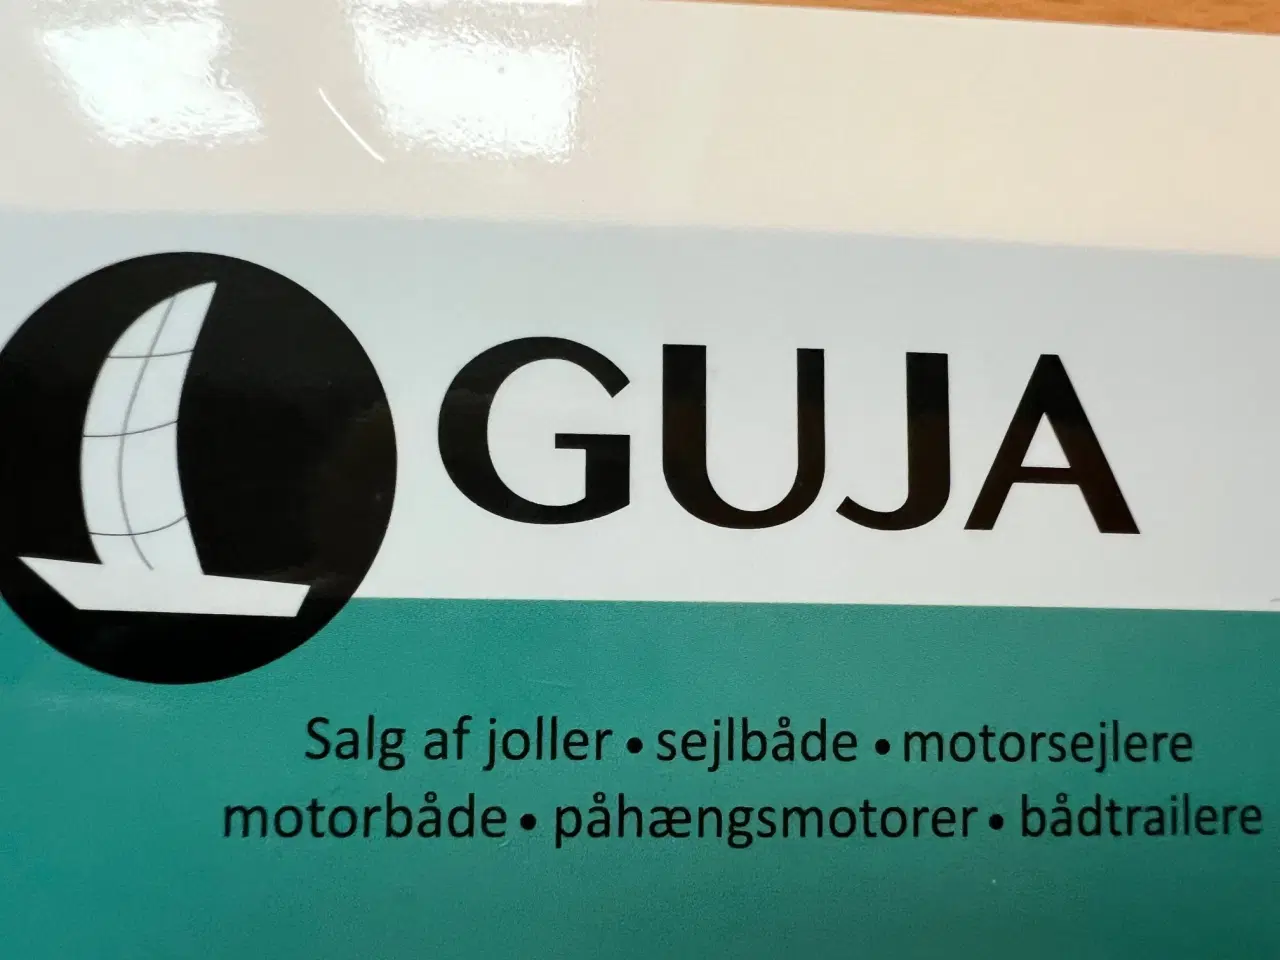 GUJA
Salg af joller • sejlbåde • motorsejlere
motorbåde • påhængsmotorer • bådtrailere